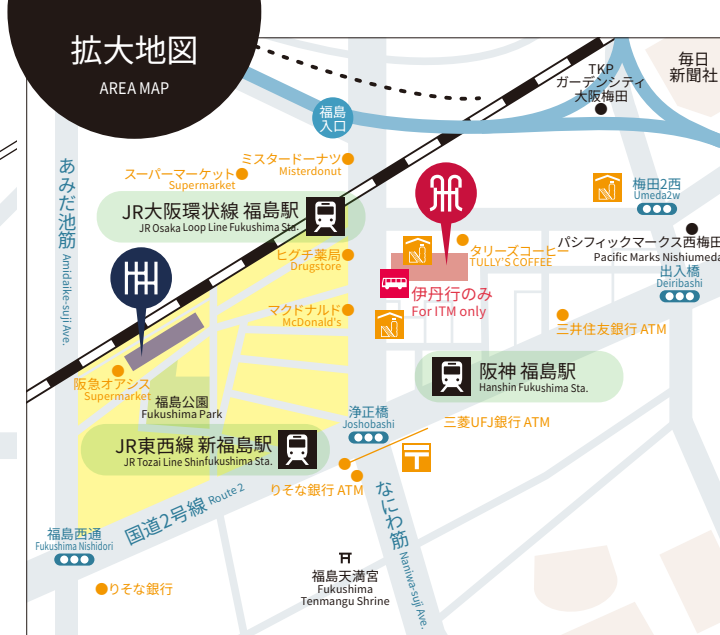 拡大地図
AREA MAP
TKP
ガーデンシティ
大阪梅田
毎日
新聞社
福島
入口
ミスタードーナツ
Misterdonut
スーパーマーケット
Supermarket
あみだ池筋
Amidaike-suji Ave.
梅田2西
Umeda2w
JR大阪環状線 福島駅
JR Osaka Loop Line Fukushima Sta.
ヒグチ薬局
Drugstore
タリーズコーヒー
TULLY'S COFFEE
パシフィックマークス西梅田
Pacific Marks Nishiumeda
出入橋
Deiribashi
伊丹行のみ
For ITM only
マクドナルド
McDonald's
三井住友銀行 ATM
阪神 福島駅
Hanshin Fukushima Sta.
阪急オアシス
Supermarket
福島公園
Fukushima Park
浄正橋
Joshobashi
三菱UFJ銀行 ATM
JR東西線 新福島駅
JR Tozai Line Shinfukushima Sta.
りそな銀行 ATM
なにわ筋
Naniwa-suji Ave.
国道2号線 Route 2
福島西通
Fukushima Nishidori
りそな銀行
福島天満宮
Fukushima
Tenmangu Shrine